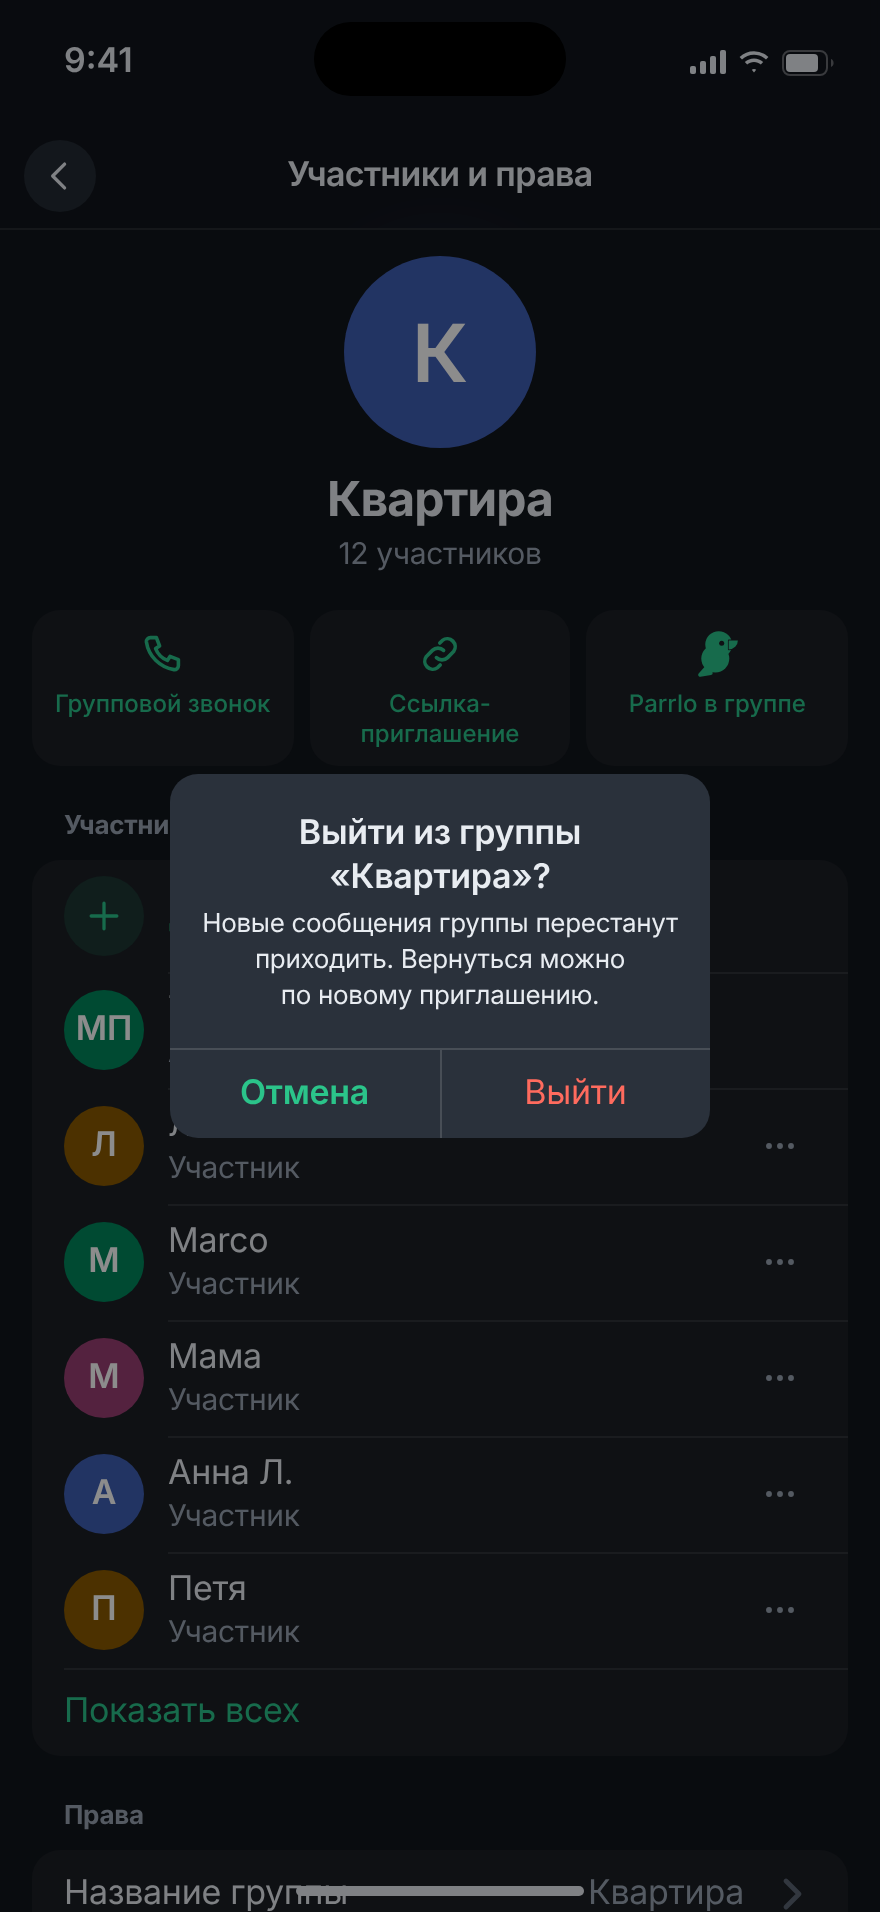 9:41
Участники и права
К
Квартира
12 участников
Групповой звонок
Ссылка-
приглашение
Parrlo в группе
Выйти из группы
«Квартира»?
Новые сообщения группы перестанут
приходить. Вернуться можно
по новому приглашению.
Отмена
Выйти
МП
Л
Участник
M
Marco
Участник
М
Мама
Участник
А
Анна Л.
Участник
П
Петя
Участник
Показать всех
Права
Название группы
Квартира